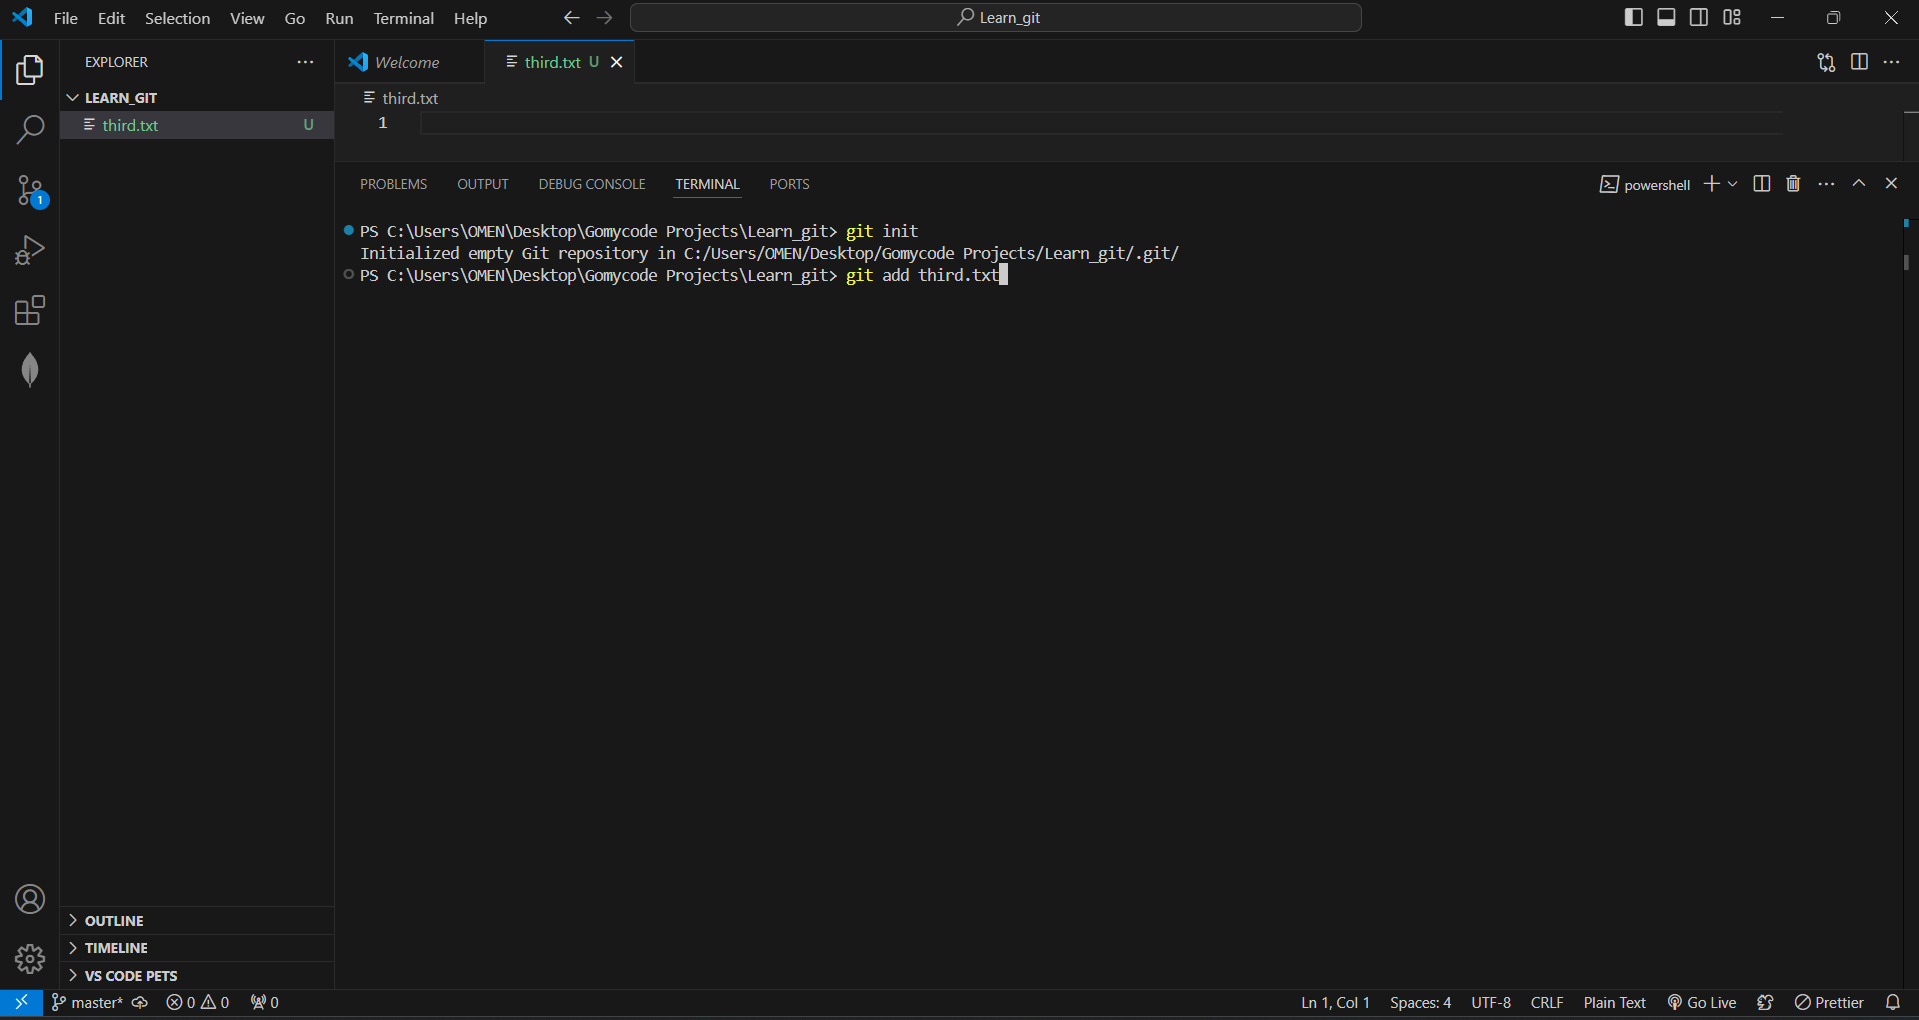 File Edit Selection View Go Run Terminal Help
Learn_git
EXPLORER
LEARN_GIT
third.txt U
Welcome
third.txt U
third.txt
1
PROBLEMS OUTPUT DEBUG CONSOLE TERMINAL PORTS
powershell
PS C:\Users\OMEN\Desktop\Gomycode Projects\Learn_git> git init
Initialized empty Git repository in C:/Users/OMEN/Desktop/Gomycode Projects/Learn_git/.git/
PS C:\Users\OMEN\Desktop\Gomycode Projects\Learn_git> git add third.txt
1
OUTLINE
TIMELINE
VS CODE PETS
master* 0 0 0 Ln 1, Col 1 Spaces: 4 UTF-8 CRLF Plain Text Go Live Prettier